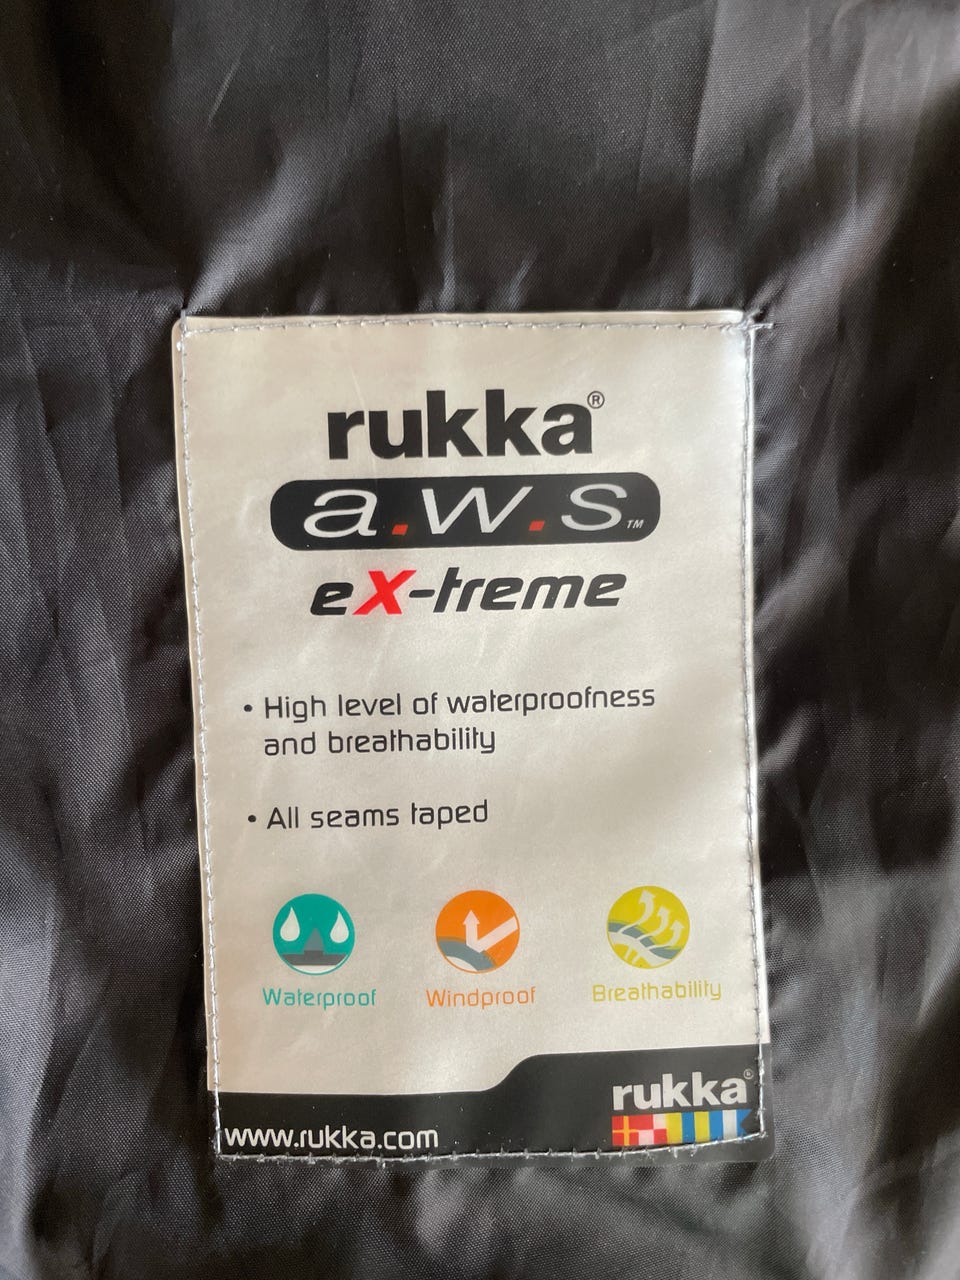 rukka®
a.w.s™
eX-treme
• High level of waterproofness
and breathability
• All seams taped
Waterproof Windproof Breathability
rukka®
www.rukka.com